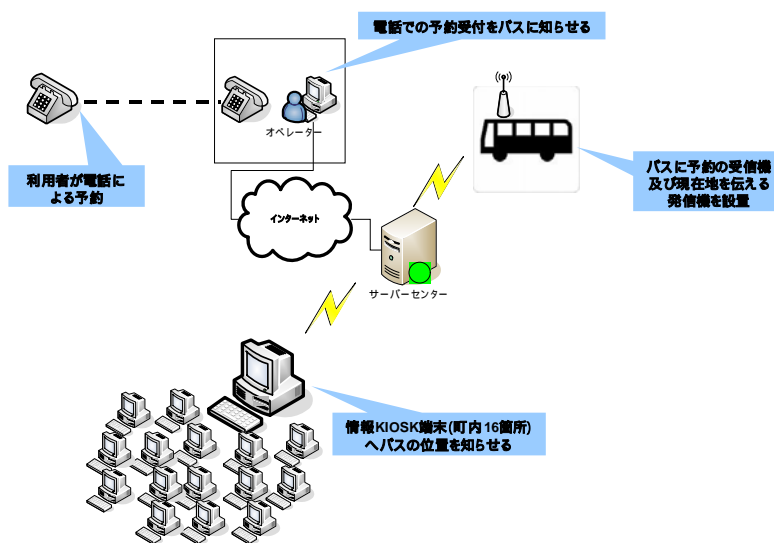 電話での予約受付をバスに知らせる
オペレーター
利用者が電話に
よる予約
バスに予約の受信機
及び現在地を伝える
発信機を設置
インターネット
サーバーセンター
情報KIOSK端末(町内16箇所)
へバスの位置を知らせる